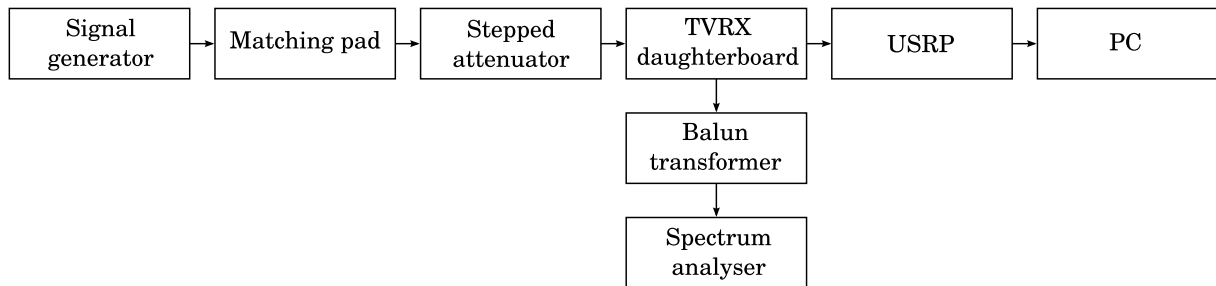 Signal
generator
Matching pad
Stepped
attenuator
TVRX
daughterboard
USRP
PC
Balun
transformer
Spectrum
analyser